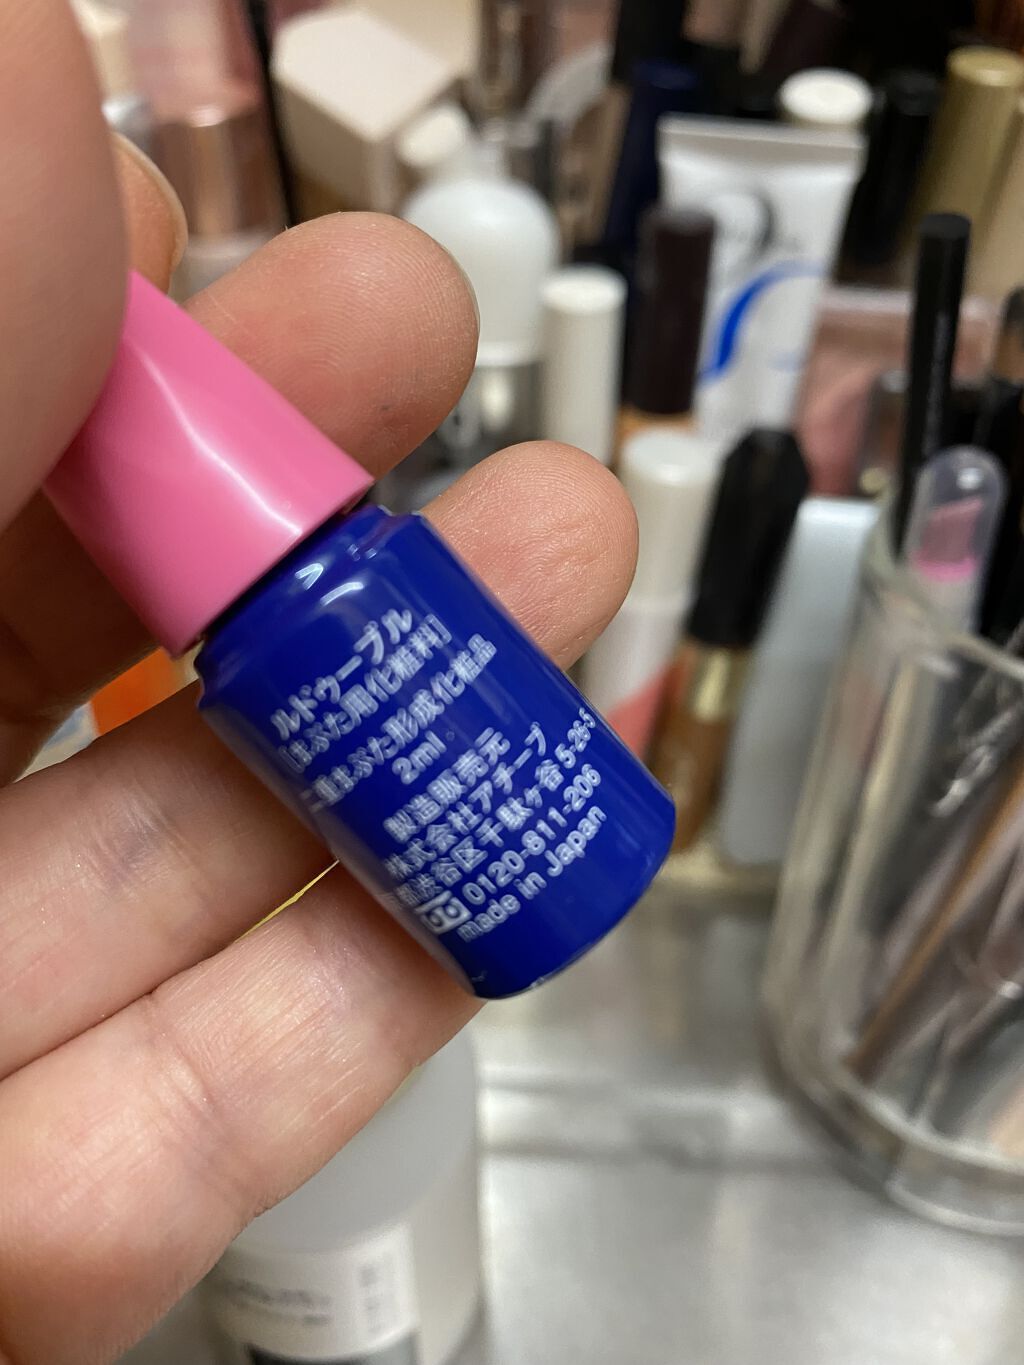 ルドゥーブル
[まぶた用化粧料]
二重まぶた形成化粧品
2ml
製造販売元
株式会社アチーブ
渋谷区千駄ヶ谷5-26-5
0120-811-206
Made in Japan